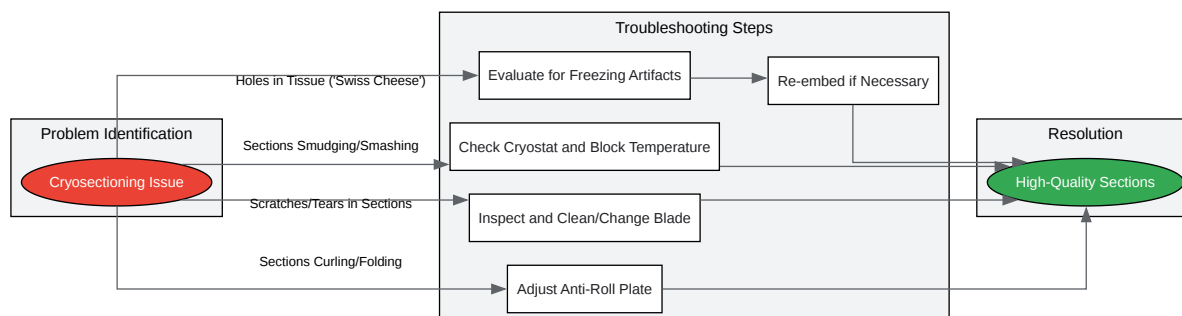 Troubleshooting Steps
Evaluate for Freezing Artifacts
Re-embed if Necessary
Holes in Tissue ('Swiss Cheese')
Problem Identification
Resolution
Sections Smudging/Smashing
Check Cryostat and Block Temperature
Cryosectioning Issue
High-Quality Sections
Scratches/Tears in Sections
Inspect and Clean/Change Blade
Sections Curling/Folding
Adjust Anti-Roll Plate